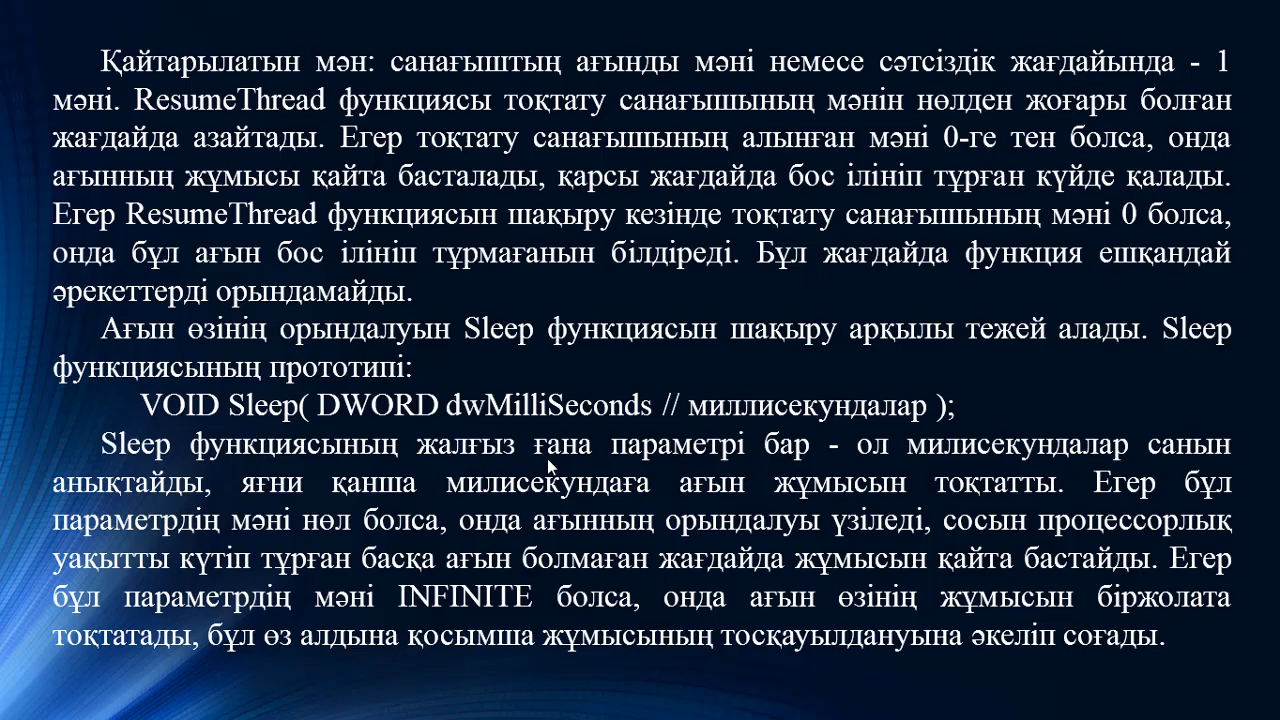 Қайтарылатын мән: санағыштың ағынды мәні немесе сәтсіздік жағдайында - 1
мәні. ResumeThread функциясы тоқтату санағышының мәнін нөлден жоғары болған
жағдайда азайтады. Егер тоқтату санағышының алынған мәні 0-ге тен болса, онда
ағынның жұмысы қайта басталады, қарсы жағдайда бос ілініп тұрған күйде қалады.
Егер ResumeThread функциясын шақыру кезінде тоқтату санағышының мәні 0 болса,
онда бұл ағын бос ілініп тұрмағанын білдіреді. Бұл жағдайда функция ешқандай
әрекеттерді орындамайды.
Ағын өзінің орындалуын Sleep функциясын шақыру арқылы тежей алады. Sleep
функциясының прототипі:
VOID Sleep( DWORD dwMilliSeconds // миллисекундалар );
Sleep функциясының жалғыз ғана параметрі бар - ол милисекундалар санын
анықтайды, яғни қанша милисекундаға ағын жұмысын тоқтатты. Егер бұл
параметрдің мәні нөл болса, онда ағынның орындалуы үзіледі, сосын процессорлық
уақытты күтіп тұрған басқа ағын болмаған жағдайда жұмысын қайта бастайды. Егер
бұл параметрдің мәні INFINITE болса, онда ағын өзінің жұмысын біржолата
тоқтатады, бұл өз алдына қосымша жұмысының тосқауылдануына әкеліп соғады.